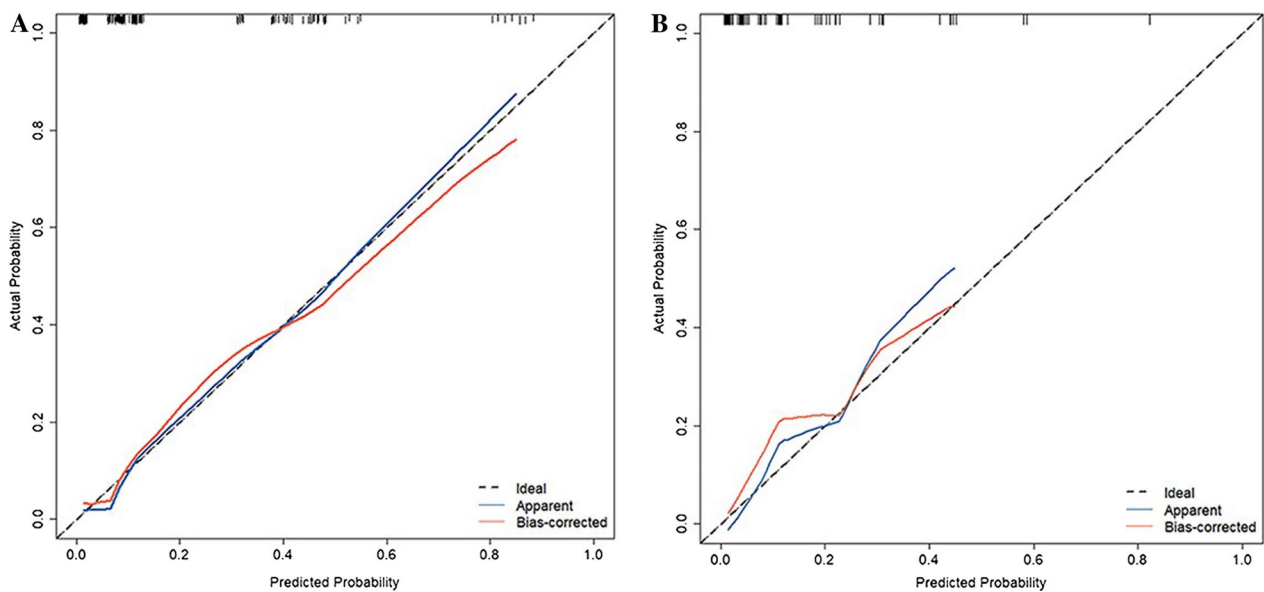 A
Actual Probability
1.0
0.8
0.6
0.4
0.2
0.0
Ideal
Apparent
Bias-corrected
0.0 0.2 0.4 0.6 0.8 1.0
Predicted Probability
B
Actual Probability
1.0
0.8
0.6
0.4
0.2
0.0
Ideal
Apparent
Bias-corrected
0.0 0.2 0.4 0.6 0.8 1.0
Predicted Probability